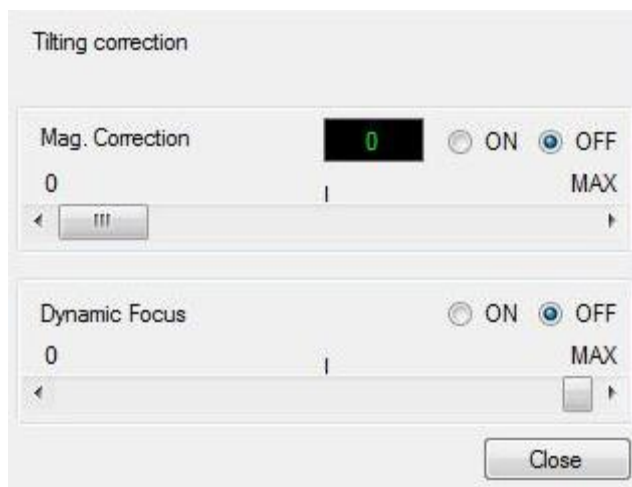 Tilting correction
Mag. Correction 0 ON OFF
0 MAX
Dynamic Focus ON OFF
0 MAX
Close